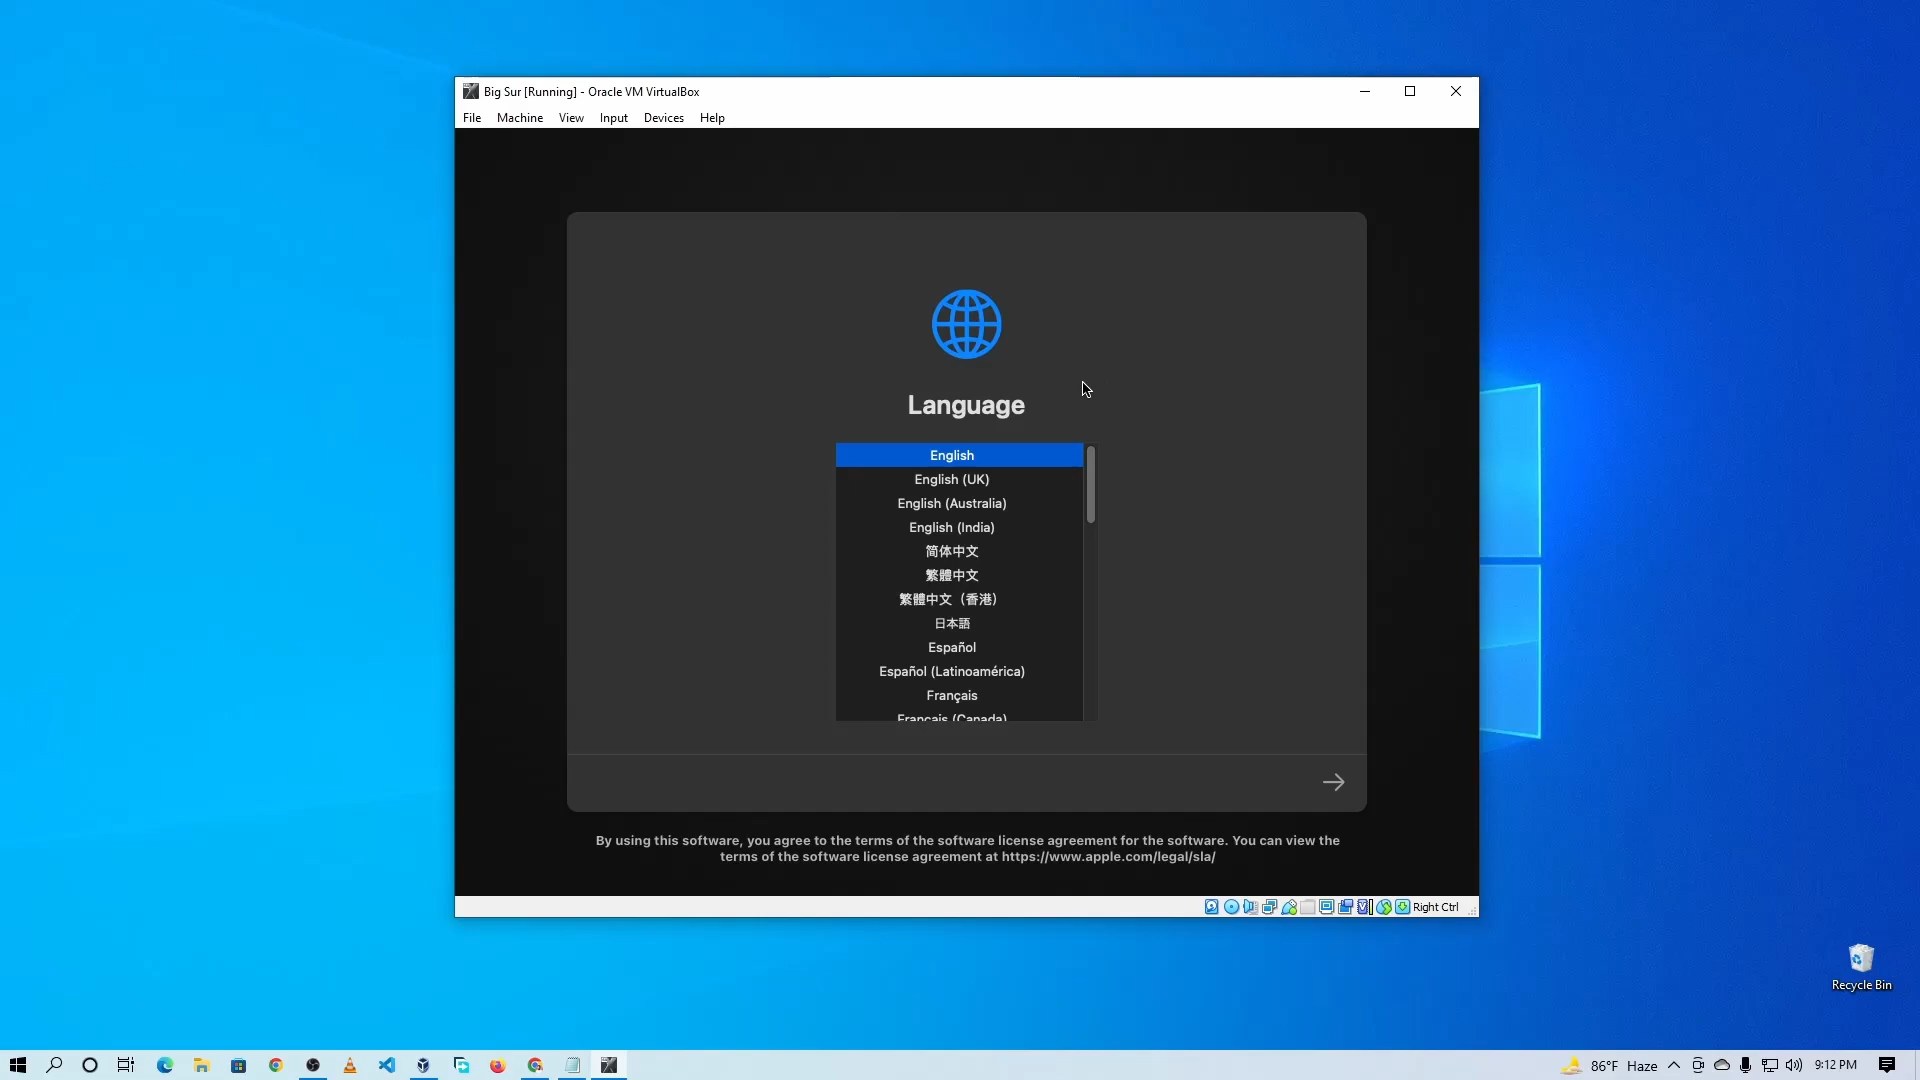 Big Sur [Running] - Oracle VM VirtualBox
File Machine View Input Devices Help
Language
English
English (UK)
English (Australia)
English (India)
简体中文
繁體中文
繁體中文（香港）
日本語
Español
Español (Latinoamérica)
Français
Français (Canada)
By using this software, you agree to the terms of the software license agreement for the software. You can view the
terms of the software license agreement at https://www.apple.com/legal/sla/
Right Ctrl
Recycle Bin
86°F Haze
9:12 PM